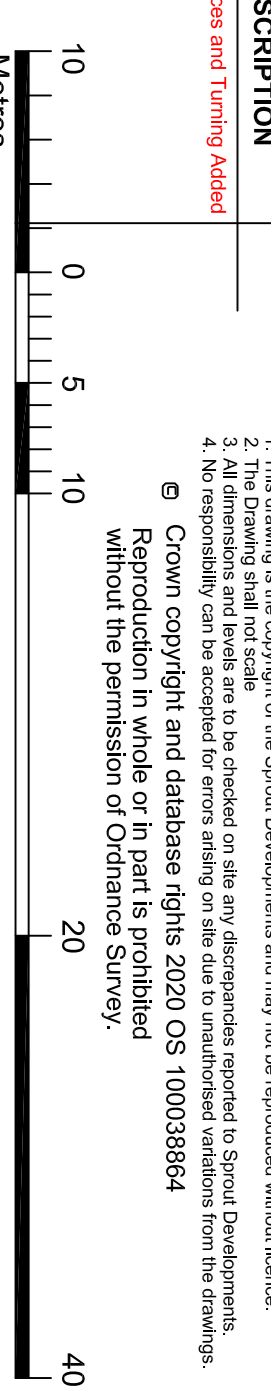 SCRIPTION
ces and Turning Added
1. This drawing is the copyright of the Sprout Developments and may not be reproduced without licence.
2. The Drawing shall not scale
3. All dimensions and levels are to be checked on site any discrepancies reported to Sprout Developments.
4. No responsibility can be accepted for errors arising on site due to unauthorised variations from the drawings.
© Crown copyright and database rights 2020 OS 100038864
Reproduction in whole or in part is prohibited
without the permission of Ordnance Survey.
10 0 5 10 20 40
Metres